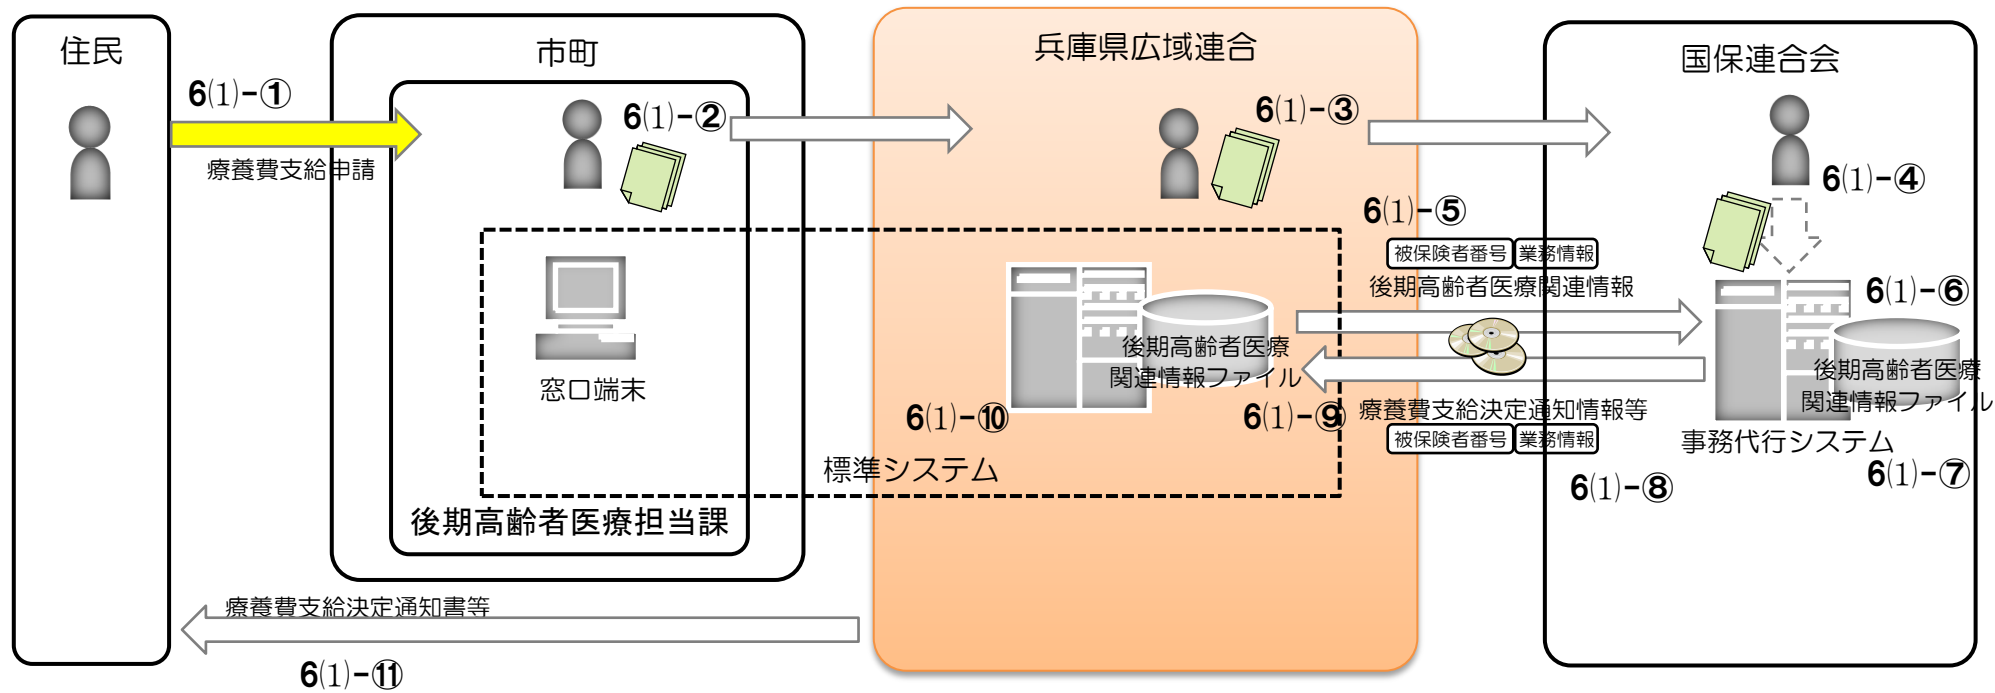 住民
市町
兵庫県広域連合
国保連合会
6(1)-①
療養費支給申請
6(1)-②
6(1)-③
6(1)-④
6(1)-⑤
被保険者番号 業務情報
後期高齢者医療関連情報
6(1)-⑥
窓口端末
後期高齢者医療
関連情報ファイル
後期高齢者医療
関連情報ファイル
6(1)-⑩
6(1)-⑨
療養費支給決定通知情報等
被保険者番号 業務情報
事務代行システム
標準システム
6(1)-⑦
6(1)-⑧
後期高齢者医療担当課
療養費支給決定通知書等
6(1)-⑪